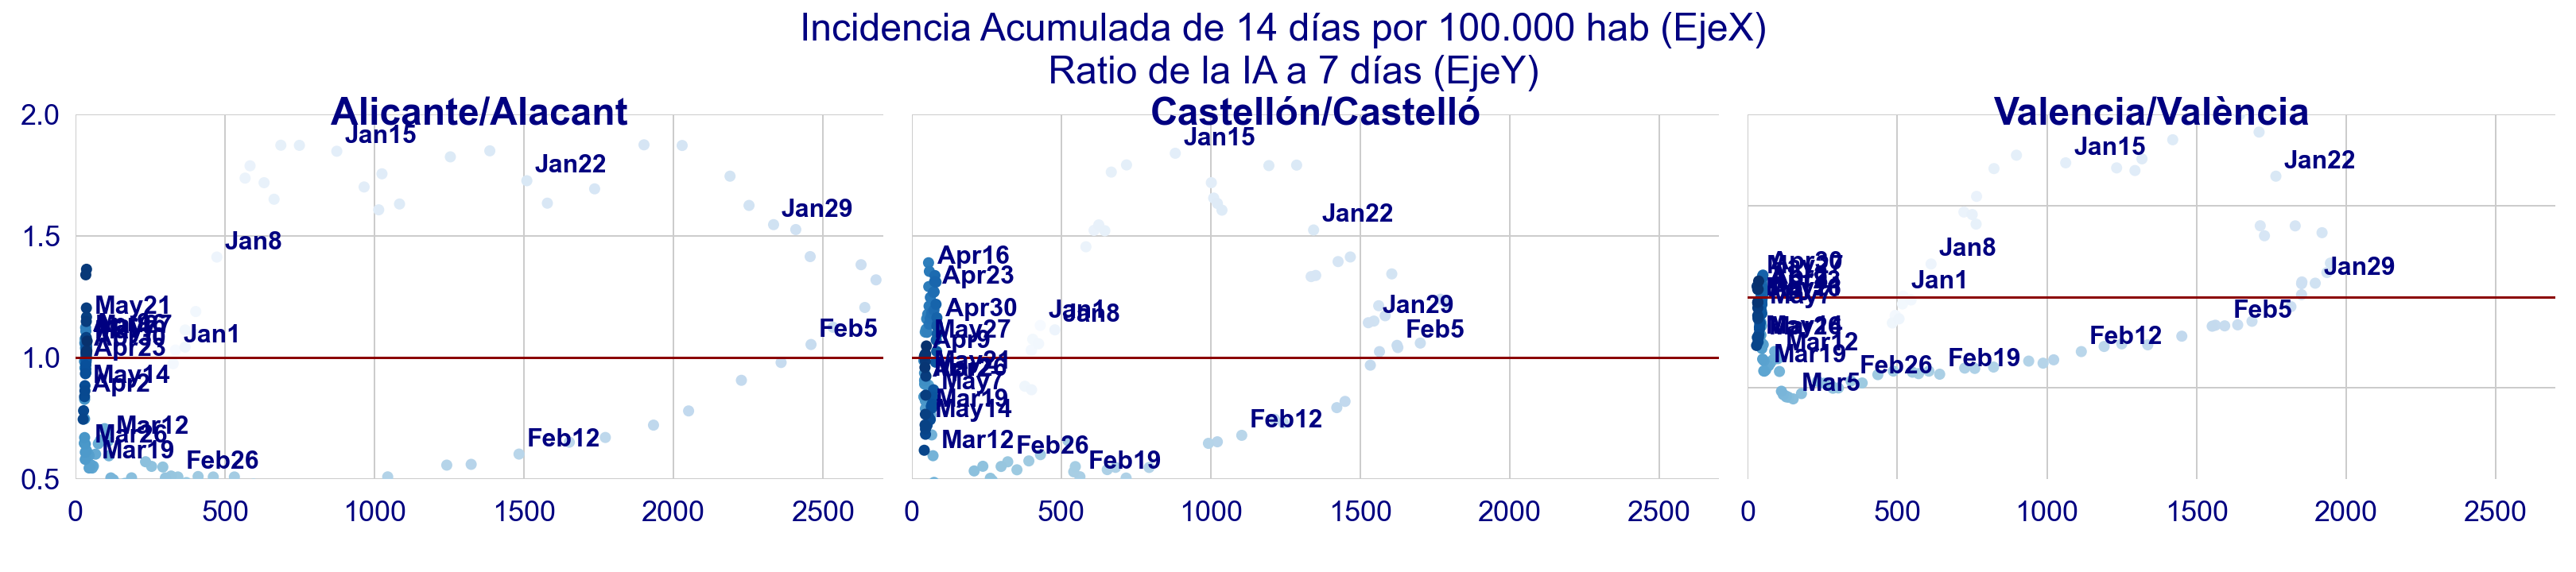 Incidencia Acumulada de 14 días por 100.000 hab (EjeX)
Ratio de la IA a 7 días (EjeY)
Alicante/Alacant
Castellón/Castelló
Valencia/València
2.0
1.5
1.0
0.5
Jan15
Jan22
Jan29
Jan8
Jan1
Feb5
May21
Apr23
May14
Apr2
Mar12
Mar26
Mar19
Feb26
Feb12
0
500
1000
1500
2000
2500
Jan15
Jan22
Apr16
Apr23
Apr30
Jan1
Jan8
Jan29
Feb5
May27
Apr9
May21
May7
Mar19
May14
Mar12
Feb26
Feb19
Feb12
0
500
1000
1500
2000
2500
Jan15
Jan22
Jan8
Jan1
Jan29
Feb5
Apr30
May7
Mar12
Mar19
Feb12
Feb19
Feb26
Mar5
0
500
1000
1500
2000
2500